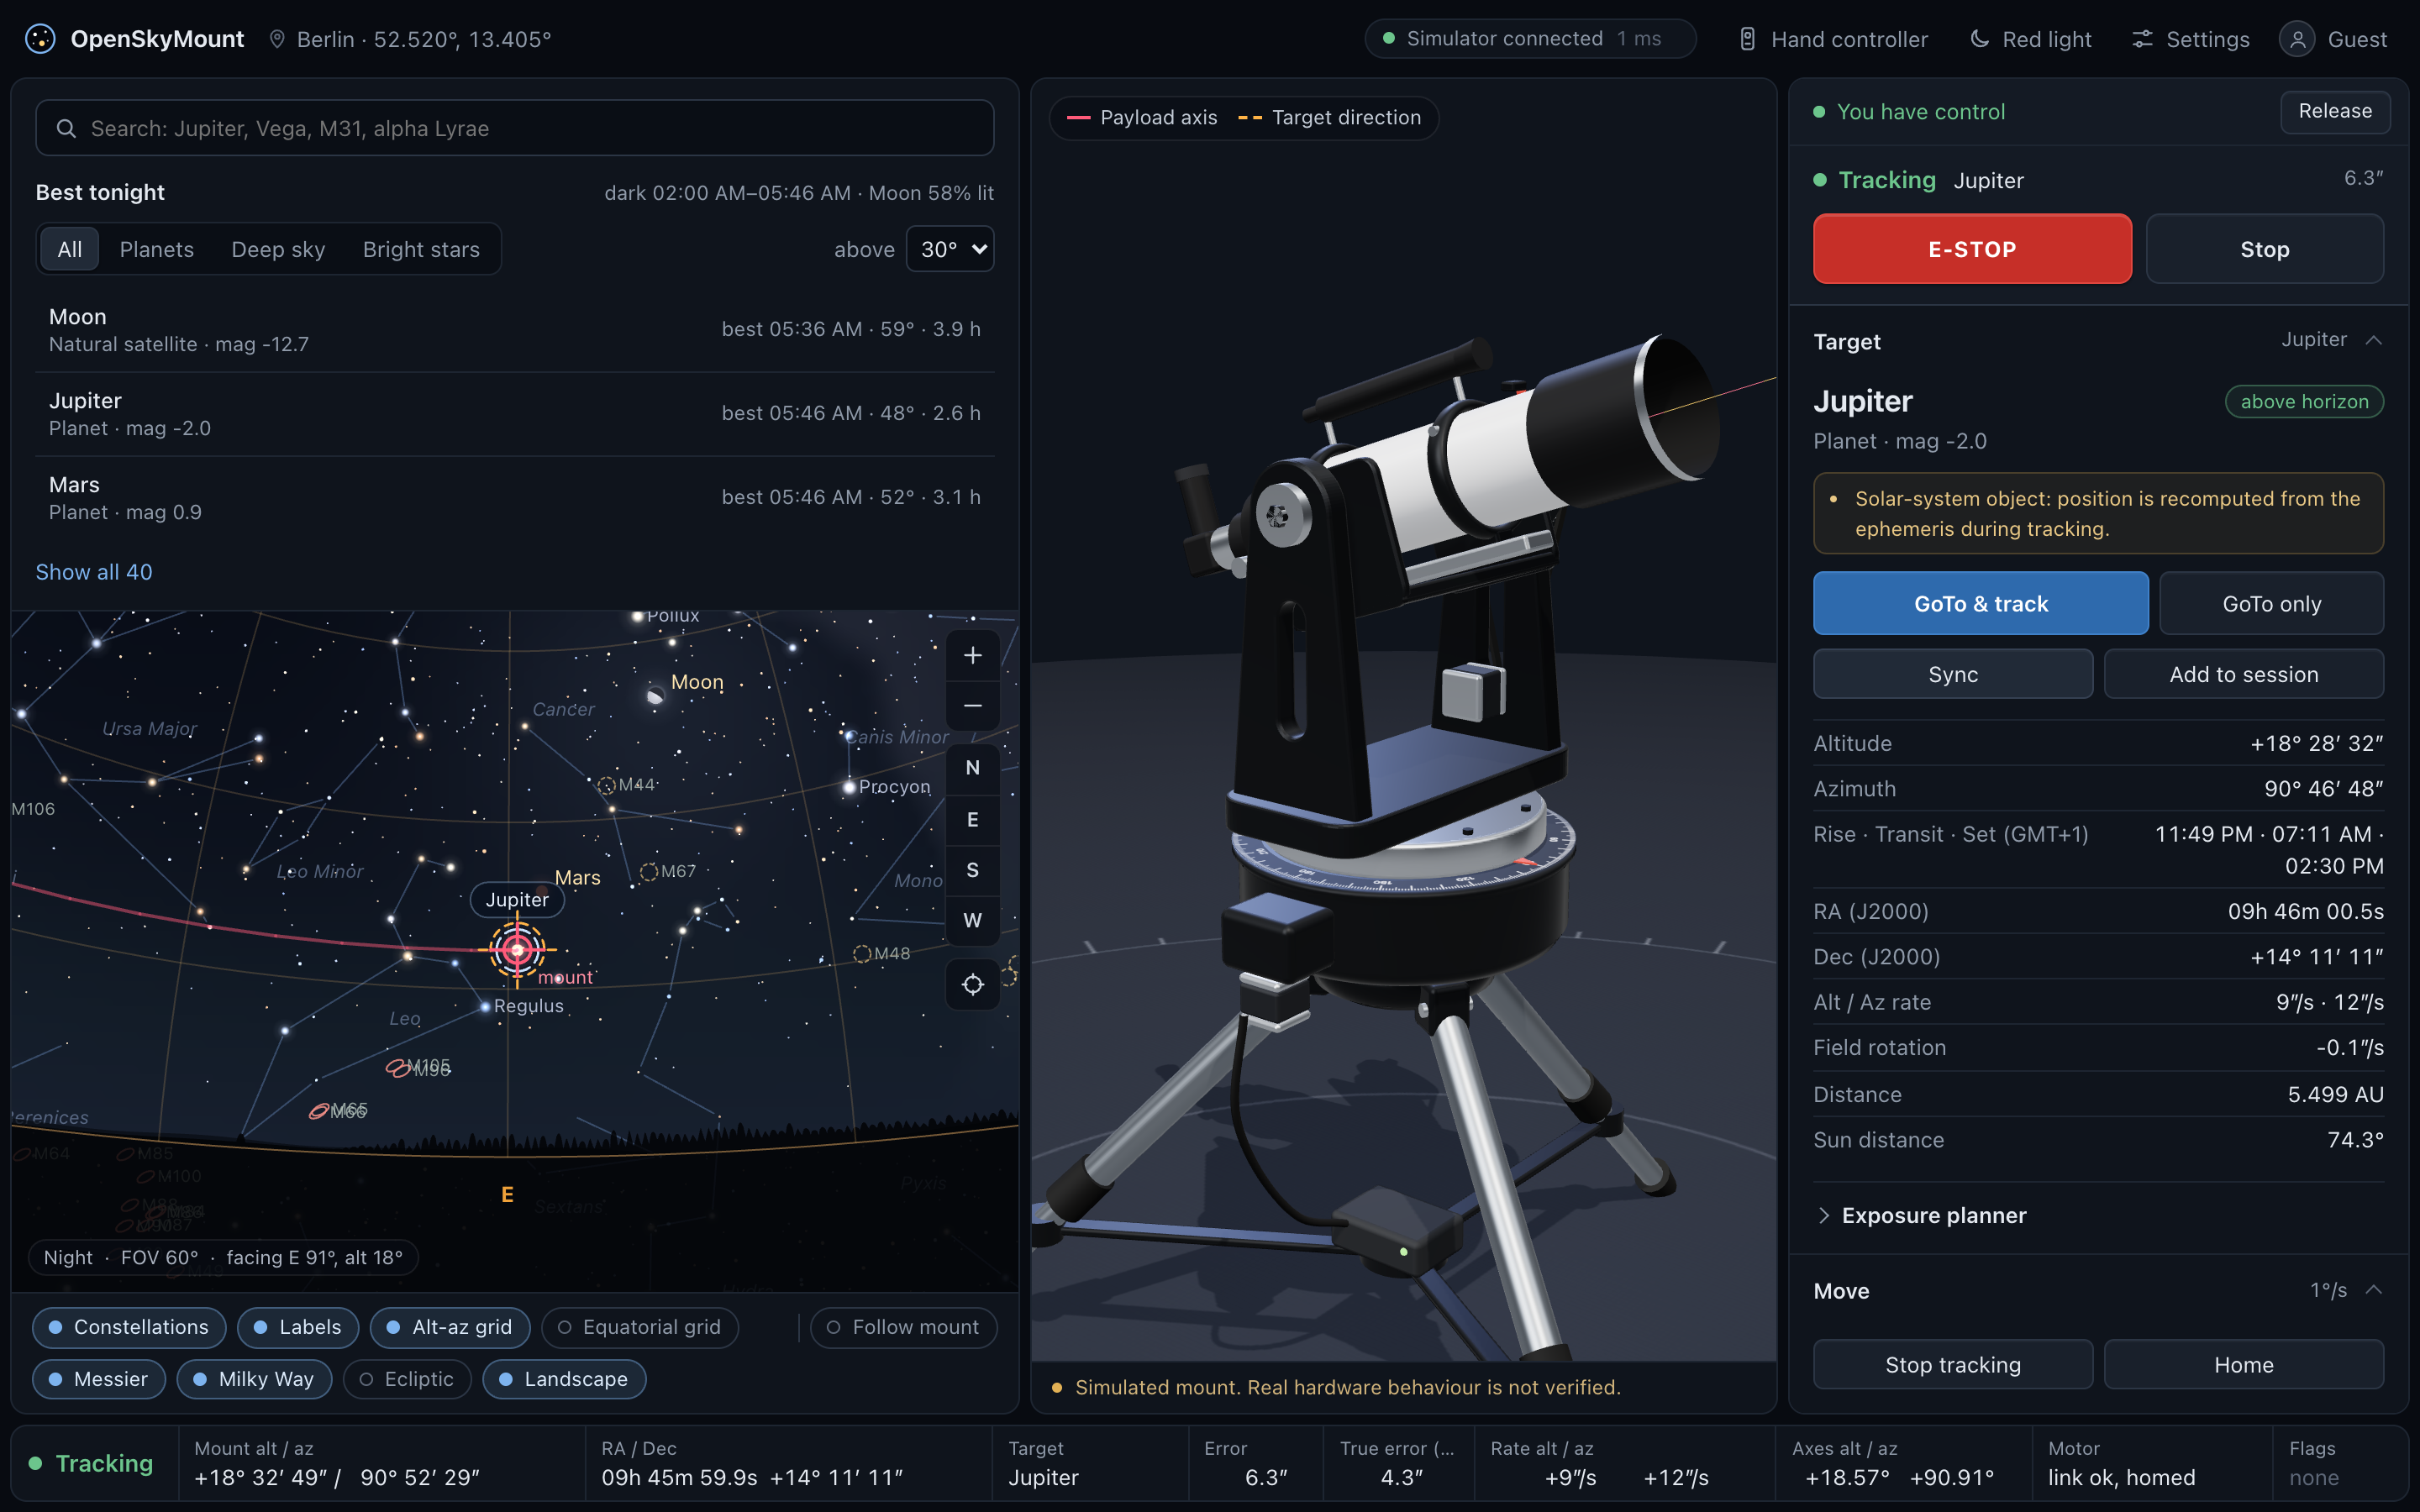 OpenSkyMount
Berlin · 52.520°, 13.405°
Simulator connected 1 ms
Hand controller
Red light
Settings
Guest
Search: Jupiter, Vega, M31, alpha Lyrae
Best tonight
dark 02:00 AM–05:46 AM · Moon 58% lit
All
Planets
Deep sky
Bright stars
above
30°
Moon
Natural satellite · mag -12.7
best 05:36 AM · 59° · 3.9 h
Jupiter
Planet · mag -2.0
best 05:46 AM · 48° · 2.6 h
Mars
Planet · mag 0.9
best 05:46 AM · 52° · 3.1 h
Show all 40
Pollux
Moon
Cancer
Ursa Major
Canis Minor
M44
Procyon
M106
Leo Minor
M67
Mars
Mono
Jupiter
M48
mount
Regulus
Leo
M105
M96
M65
M66
erenices
M64
M85
M100
Pyxis
Sextans
E
+
−
N
E
S
W
Night · FOV 60° · facing E 91°, alt 18°
Constellations
Labels
Alt-az grid
Equatorial grid
Follow mount
Messier
Milky Way
Ecliptic
Landscape
Payload axis
Target direction
Simulated mount. Real hardware behaviour is not verified.
You have control
Release
Tracking Jupiter
6.3″
E-STOP
Stop
Target
Jupiter
Jupiter
above horizon
Planet · mag -2.0
Solar-system object: position is recomputed from the
ephemeris during tracking.
GoTo & track
GoTo only
Sync
Add to session
Altitude
+18° 28′ 32″
Azimuth
90° 46′ 48″
Rise · Transit · Set (GMT+1)
11:49 PM · 07:11 AM ·
02:30 PM
RA (J2000)
09h 46m 00.5s
Dec (J2000)
+14° 11′ 11″
Alt / Az rate
9″/s · 12″/s
Field rotation
-0.1″/s
Distance
5.499 AU
Sun distance
74.3°
Exposure planner
Move
1°/s
Stop tracking
Home
Tracking
Mount alt / az
+18° 32′ 49″ / 90° 52′ 29″
RA / Dec
09h 45m 59.9s +14° 11′ 11″
Target
Jupiter
Error
6.3″
True error (…
4.3″
Rate alt / az
+9″/s +12″/s
Axes alt / az
+18.57° +90.91°
Motor
link ok, homed
Flags
none